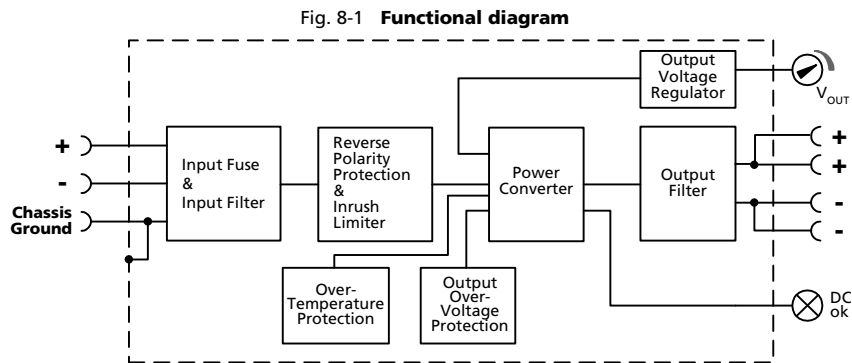 Fig. 8-1 Functional diagram
Output
Voltage
Regulator
VOUT
+
-
Chassis
Ground
Input Fuse
&
Input Filter
Reverse
Polarity
Protection
&
Inrush
Limiter
Power
Converter
Output
Filter
+
+
-
-
Over-
Temperature
Protection
Output
Over-
Voltage
Protection
DC
ok